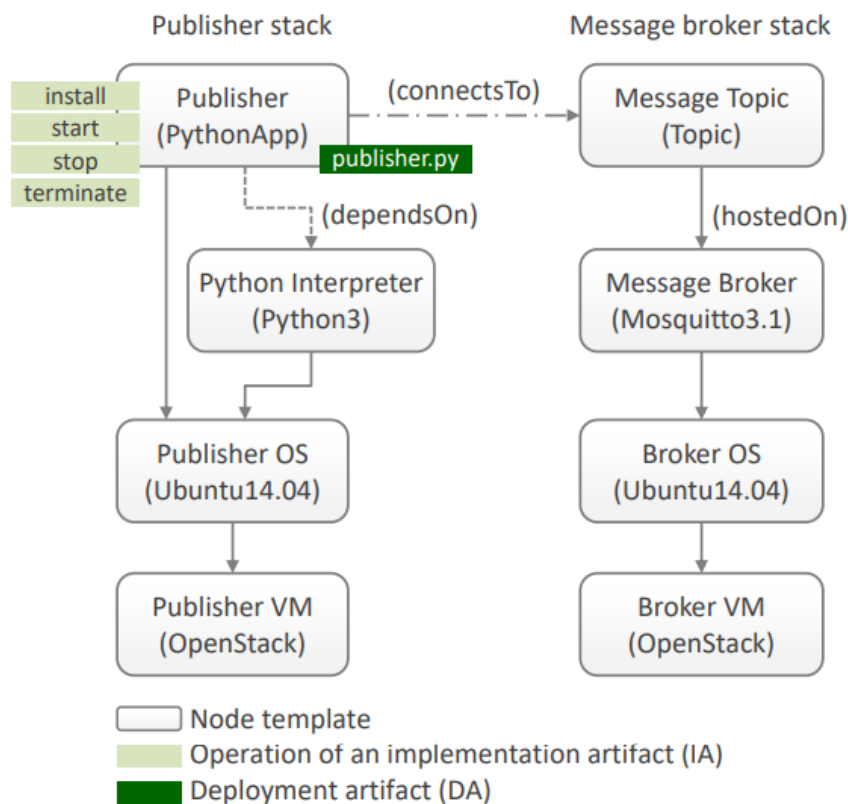 Publisher stack
Message broker stack
install
start
stop
terminate
Publisher
(PythonApp)
publisher.py
(connectsTo)
Message Topic
(Topic)
(dependsOn)
(hostedOn)
Python Interpreter
(Python3)
Message Broker
(Mosquitto3.1)
Publisher OS
(Ubuntu14.04)
Broker OS
(Ubuntu14.04)
Publisher VM
(OpenStack)
Broker VM
(OpenStack)
Node template
Operation of an implementation artifact (IA)
Deployment artifact (DA)